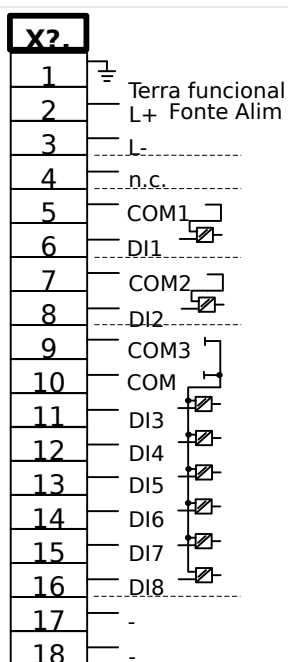 X?.
1
Terra funcional
2 L+ Fonte Alim
3 L-
4 n.c.
5 COM1
6 DI1
7 COM2
8 DI2
9 COM3
10 COM
11 DI3
12 DI4
13 DI5
14 DI6
15 DI7
16 DI8
17 -
18 -